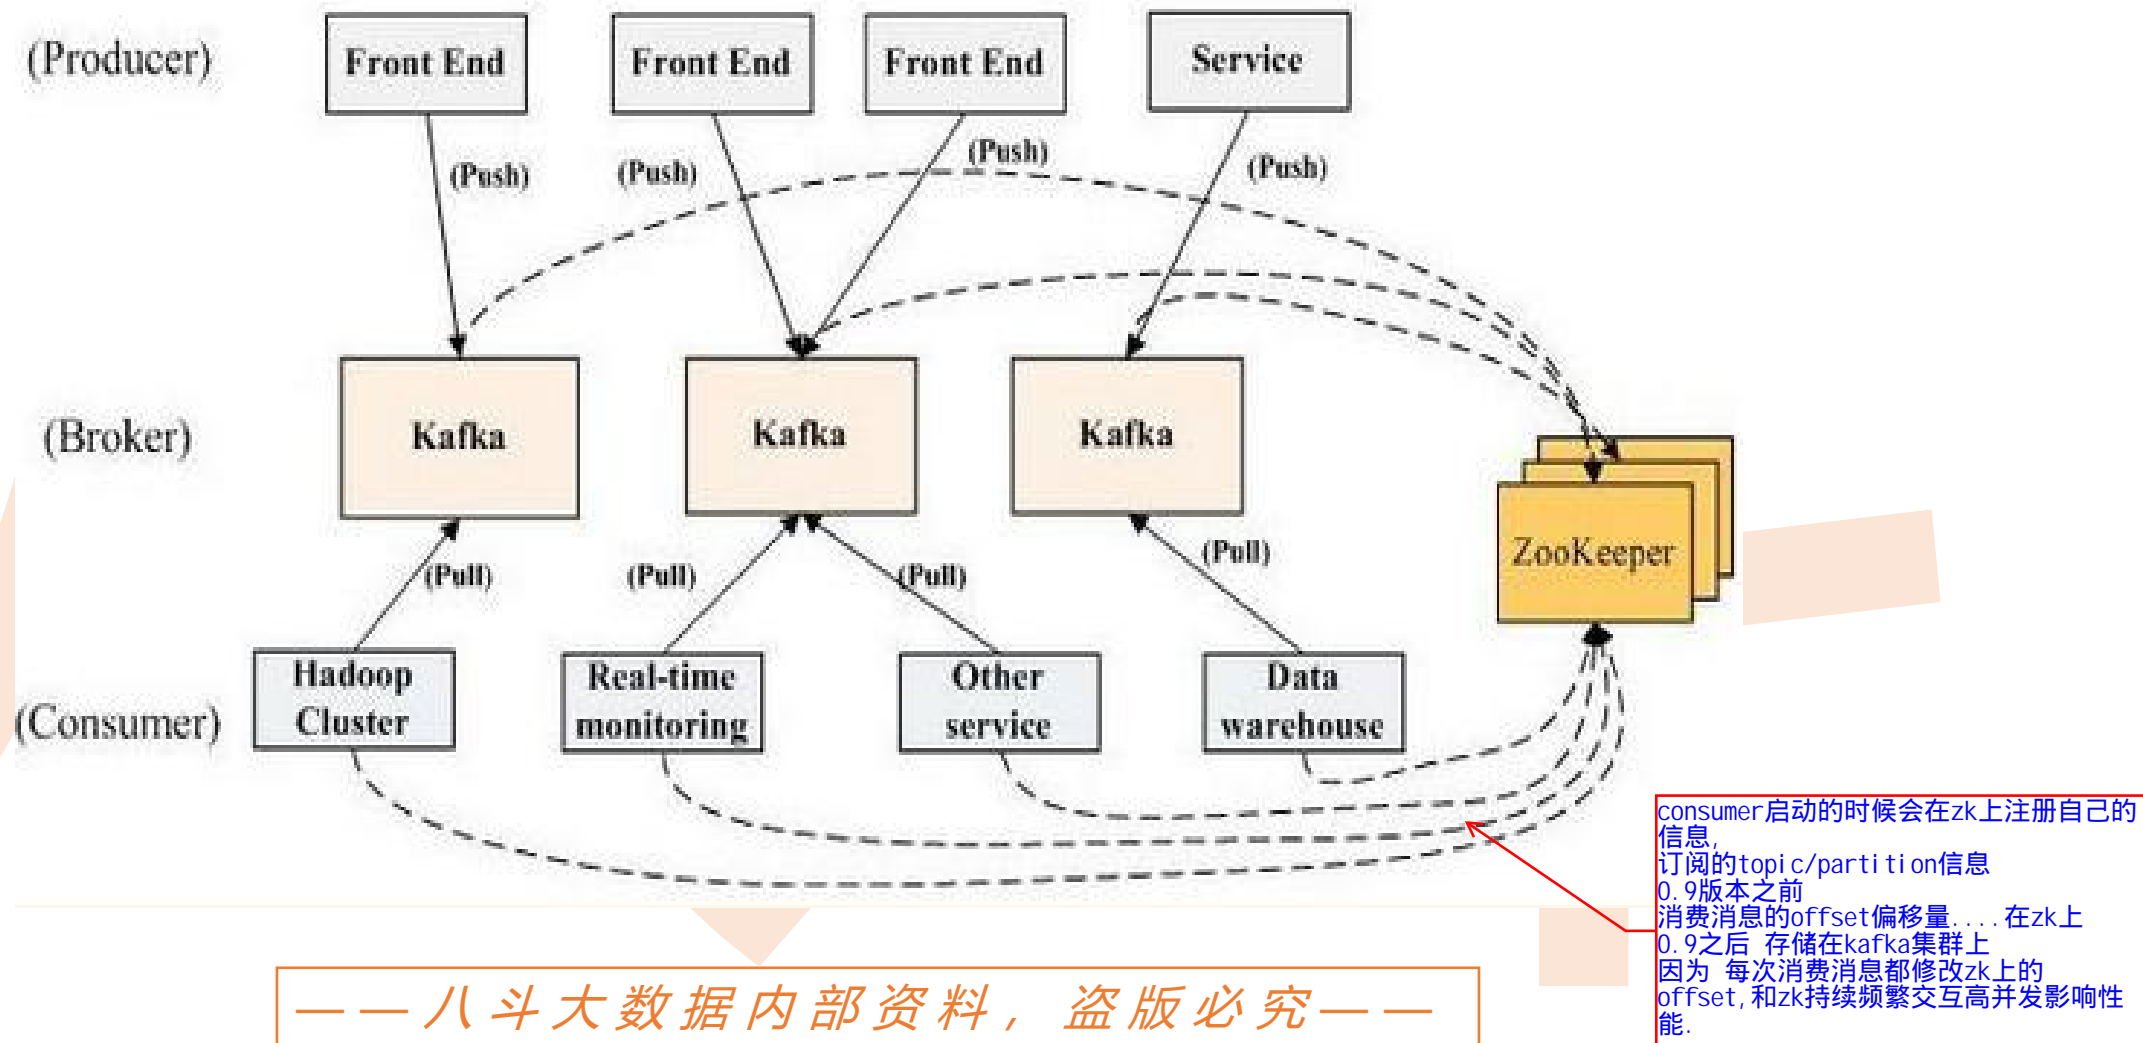 (Producer)
Front End
Front End
Front End
Service
(Push)
(Push)
(Push)
(Push)
(Broker)
Kafka
Kafka
Kafka
ZooKeeper
(Pull)
(Pull)
(Pull)
(Pull)
(Consumer)
Hadoop
Cluster
Real-time
monitoring
Other
service
Data
warehouse
consumer启动的时候会在zk上注册自己的
信息,
订阅的topic/partition信息
0.9版本之前
消费消息的offset偏移量....在zk上
0.9之后 存储在kafka集群上
因为 每次消费消息都修改zk上的
offset,和zk持续频繁交互高并发影响性
能.
——八斗大数据内部资料，盗版必究——